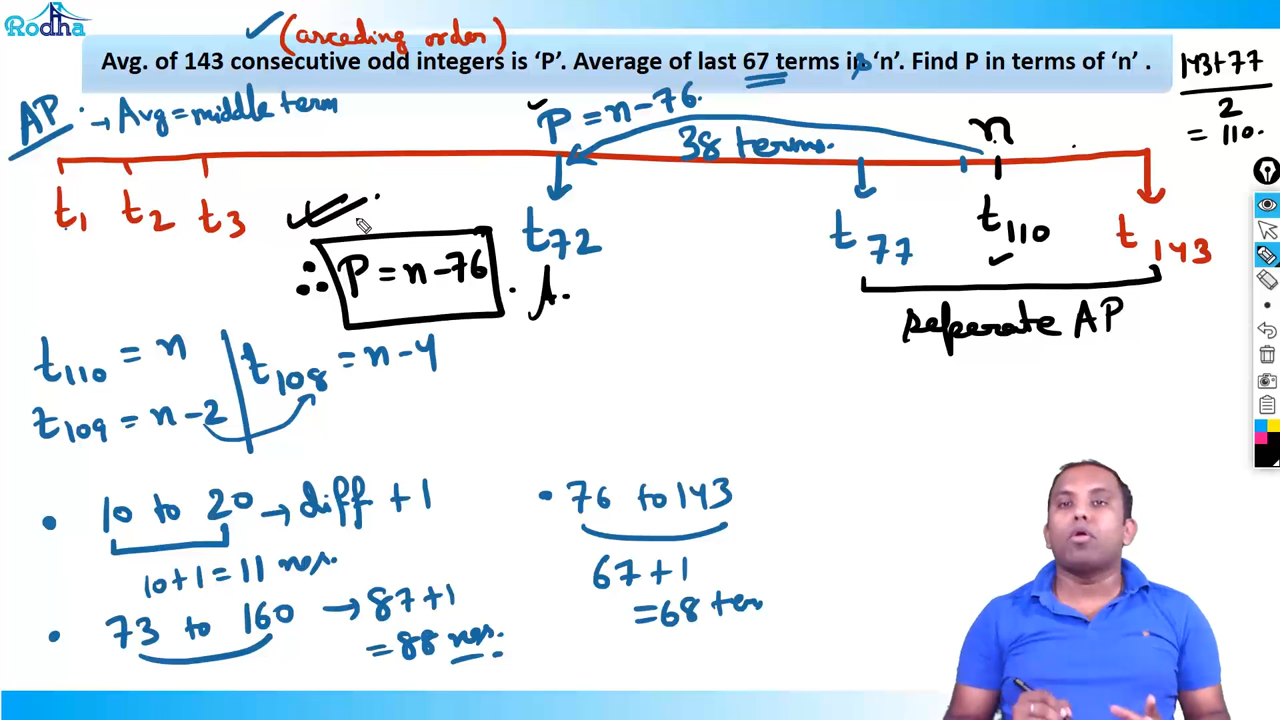 Rodha
(arceding order)
Avg. of 143 consecutive odd integers is ‘P’. Average of last 67 terms in ‘n’. Find P in terms of ‘n’ .
143+77
2
= 110.
AP
→ Avg = middle term
P = n-76.
38 terms.
n
t1 t2 t3
t72
t77
t110
t143
∴ P = n-76 . A.
seperate AP
t110 = n
t108 = n-4
t109 = n-2
• 10 to 20 → diff +1
10+1 = 11 nos.
• 73 to 160 → 87+1
= 88 nos.
• 76 to 143
67+1
= 68 ter